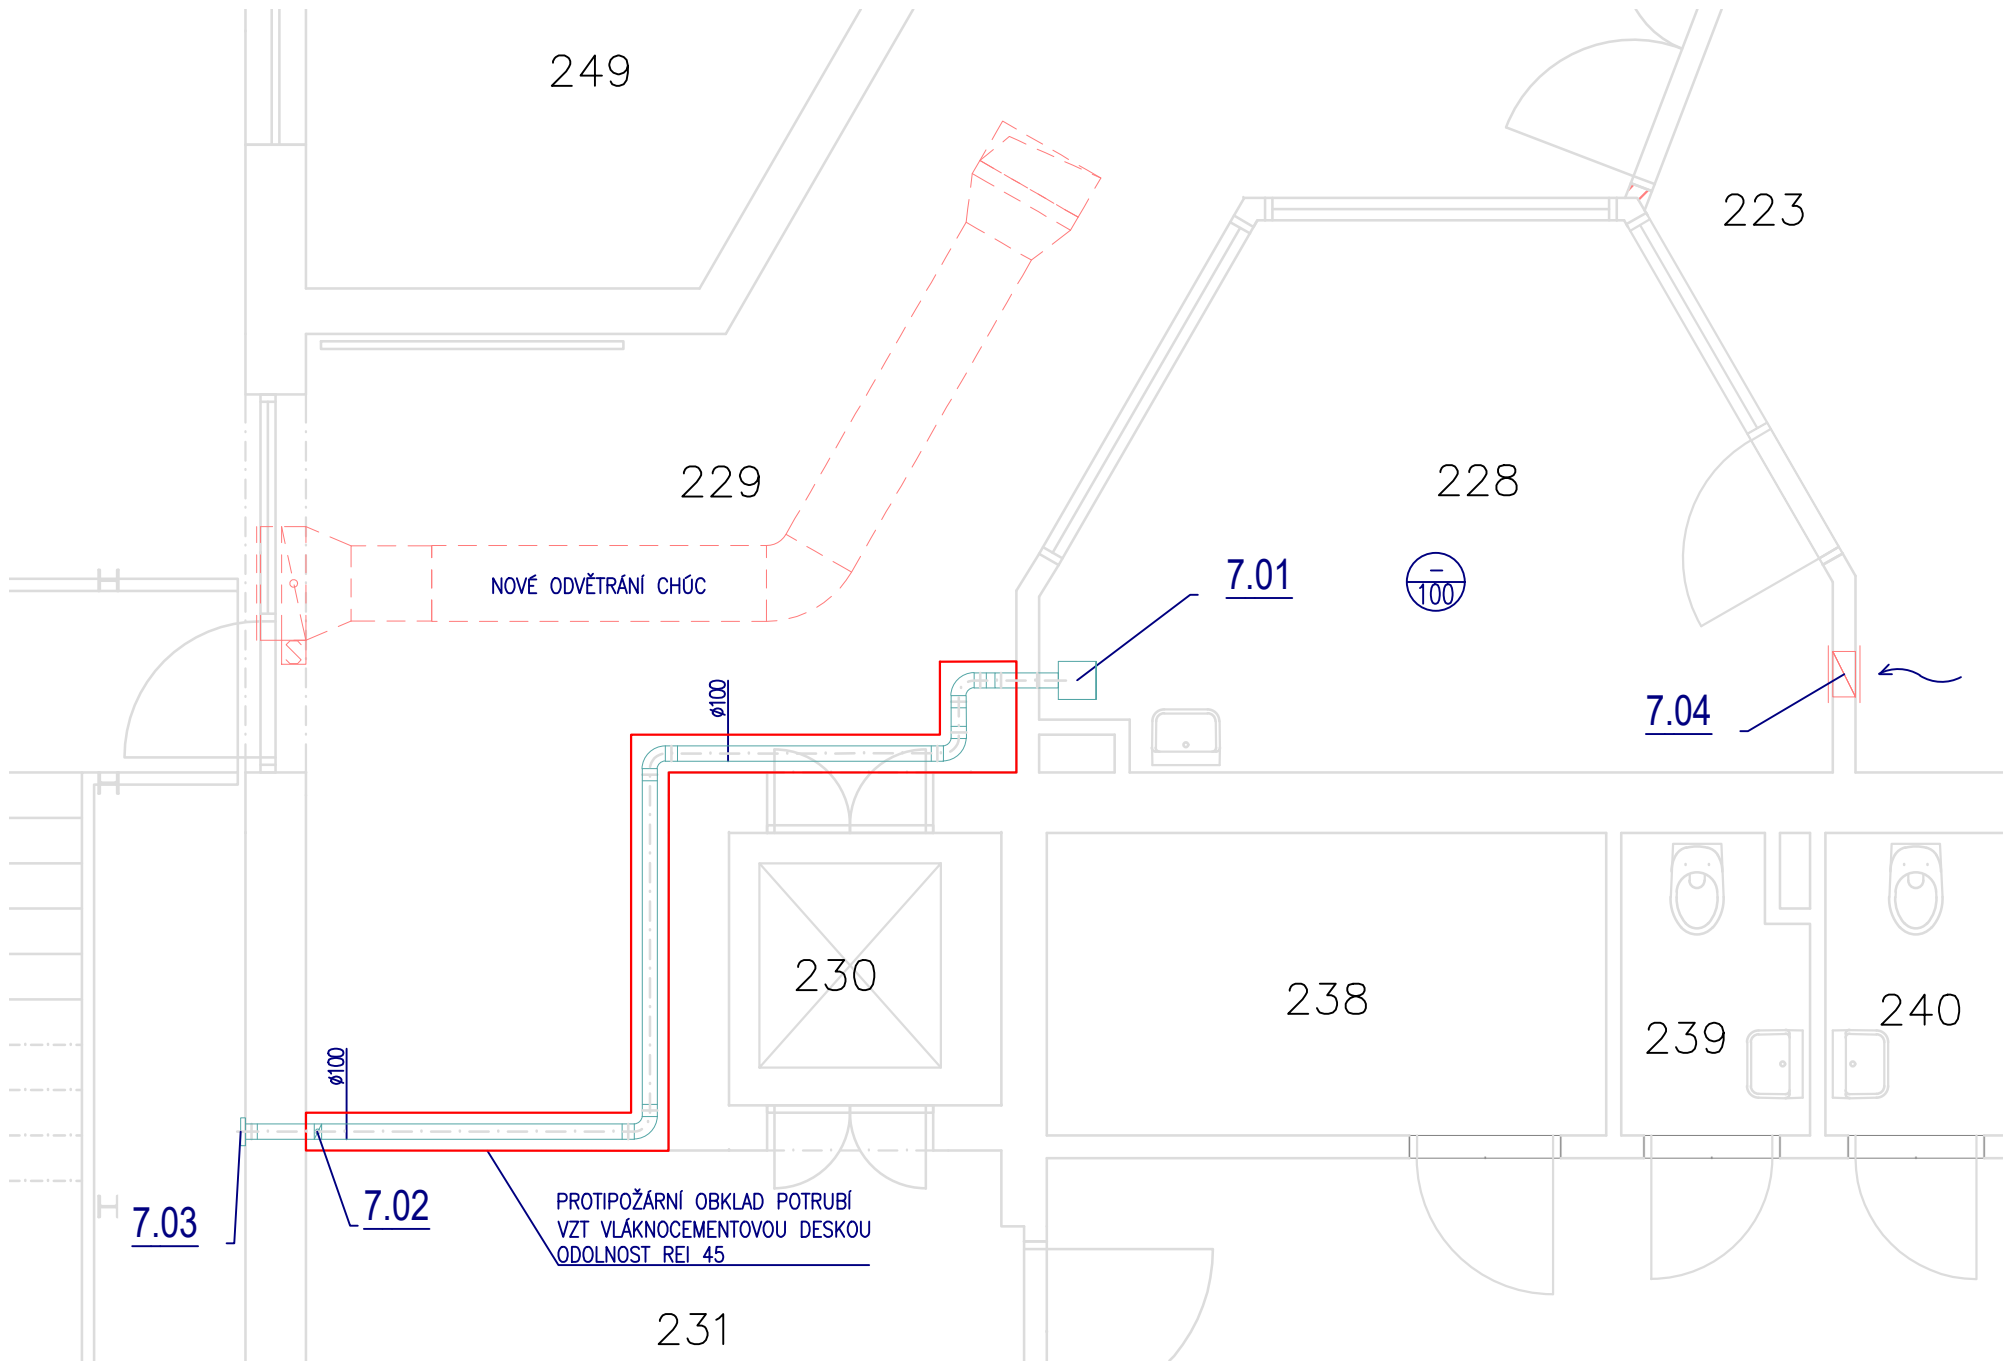 249
223
229
228
NOVÉ ODVĚTRÁNÍ CHÚC
S
7.01
–
100
7.04
ø100
230
238
239
240
ø100
7.03
7.02
PROTIPOŽÁRNÍ OBKLAD POTRUBÍ
VZT VLÁKNOCEMENTOVOU DESKOU
ODOLNOST REI 45
231